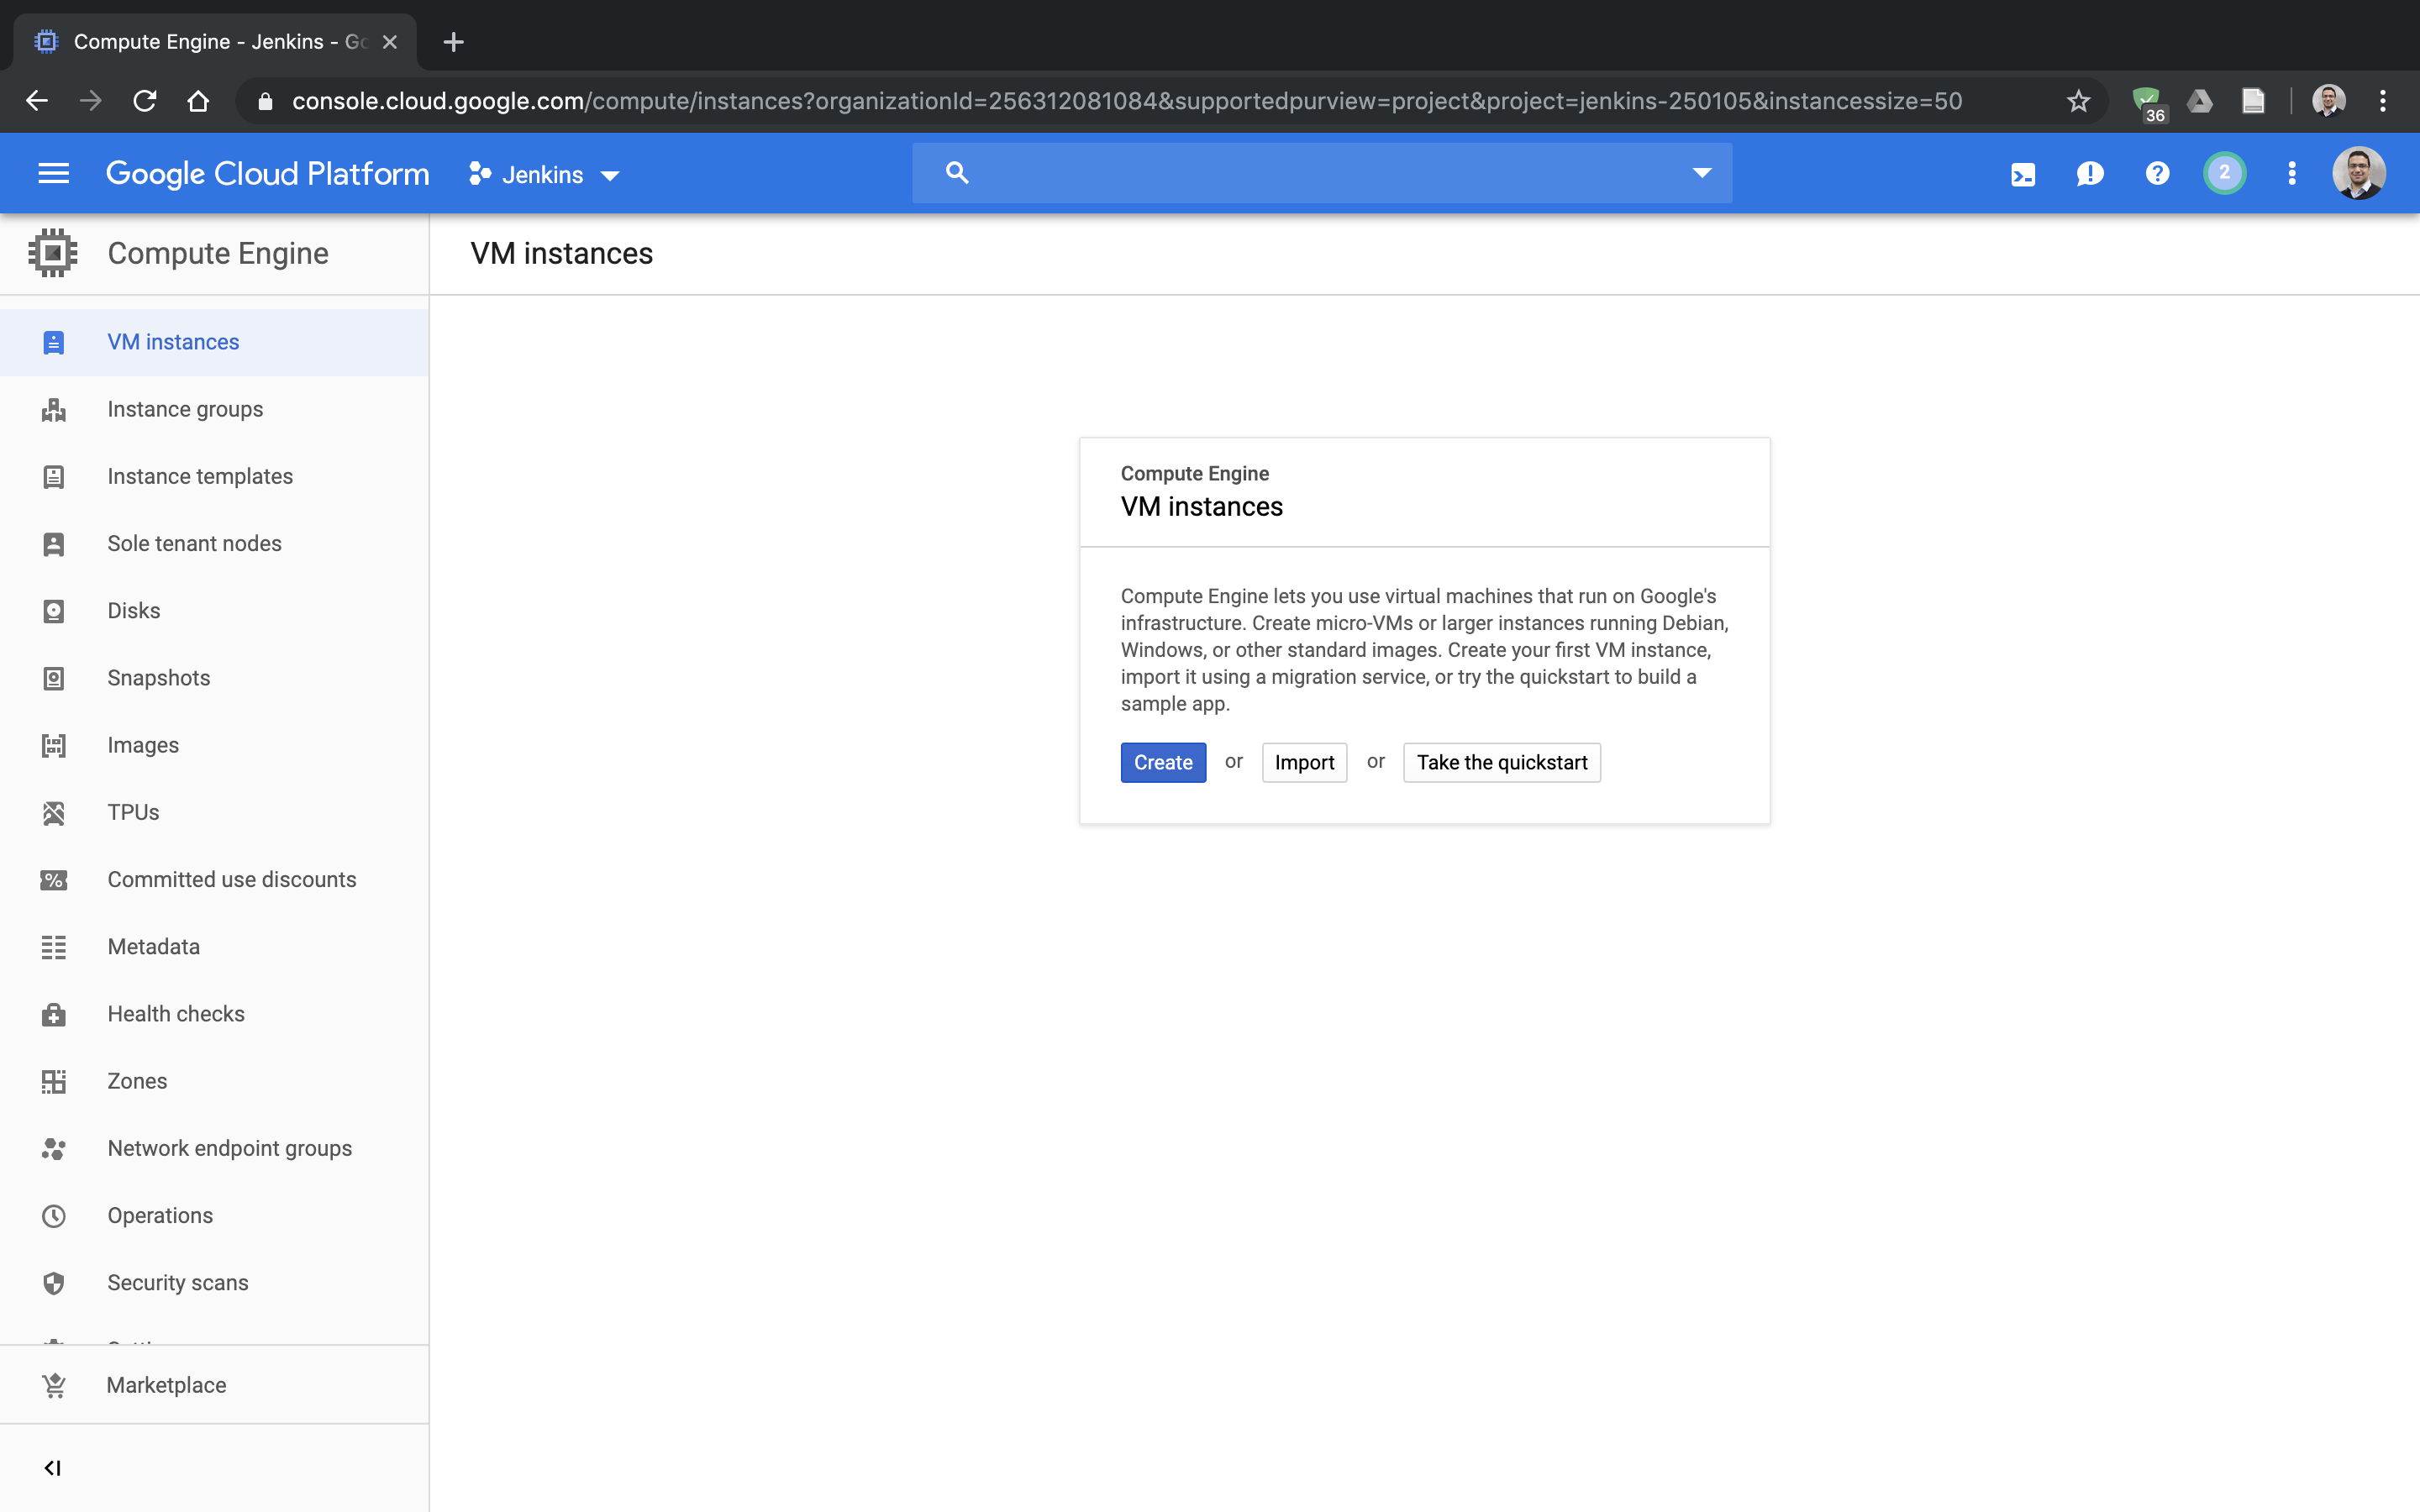 Compute Engine - Jenkins - Go
console.cloud.google.com/compute/instances?organizationId=256312081084&supportedpurview=project&project=jenkins-250105&instancessize=50
36
Google Cloud Platform
Jenkins
2
Compute Engine
VM instances
VM instances
Instance groups
Instance templates
Sole tenant nodes
Disks
Snapshots
Images
TPUs
Committed use discounts
Metadata
Health checks
Zones
Network endpoint groups
Operations
Security scans
Marketplace
Compute Engine
VM instances
Compute Engine lets you use virtual machines that run on Google's
infrastructure. Create micro-VMs or larger instances running Debian,
Windows, or other standard images. Create your first VM instance,
import it using a migration service, or try the quickstart to build a
sample app.
Create or Import or Take the quickstart